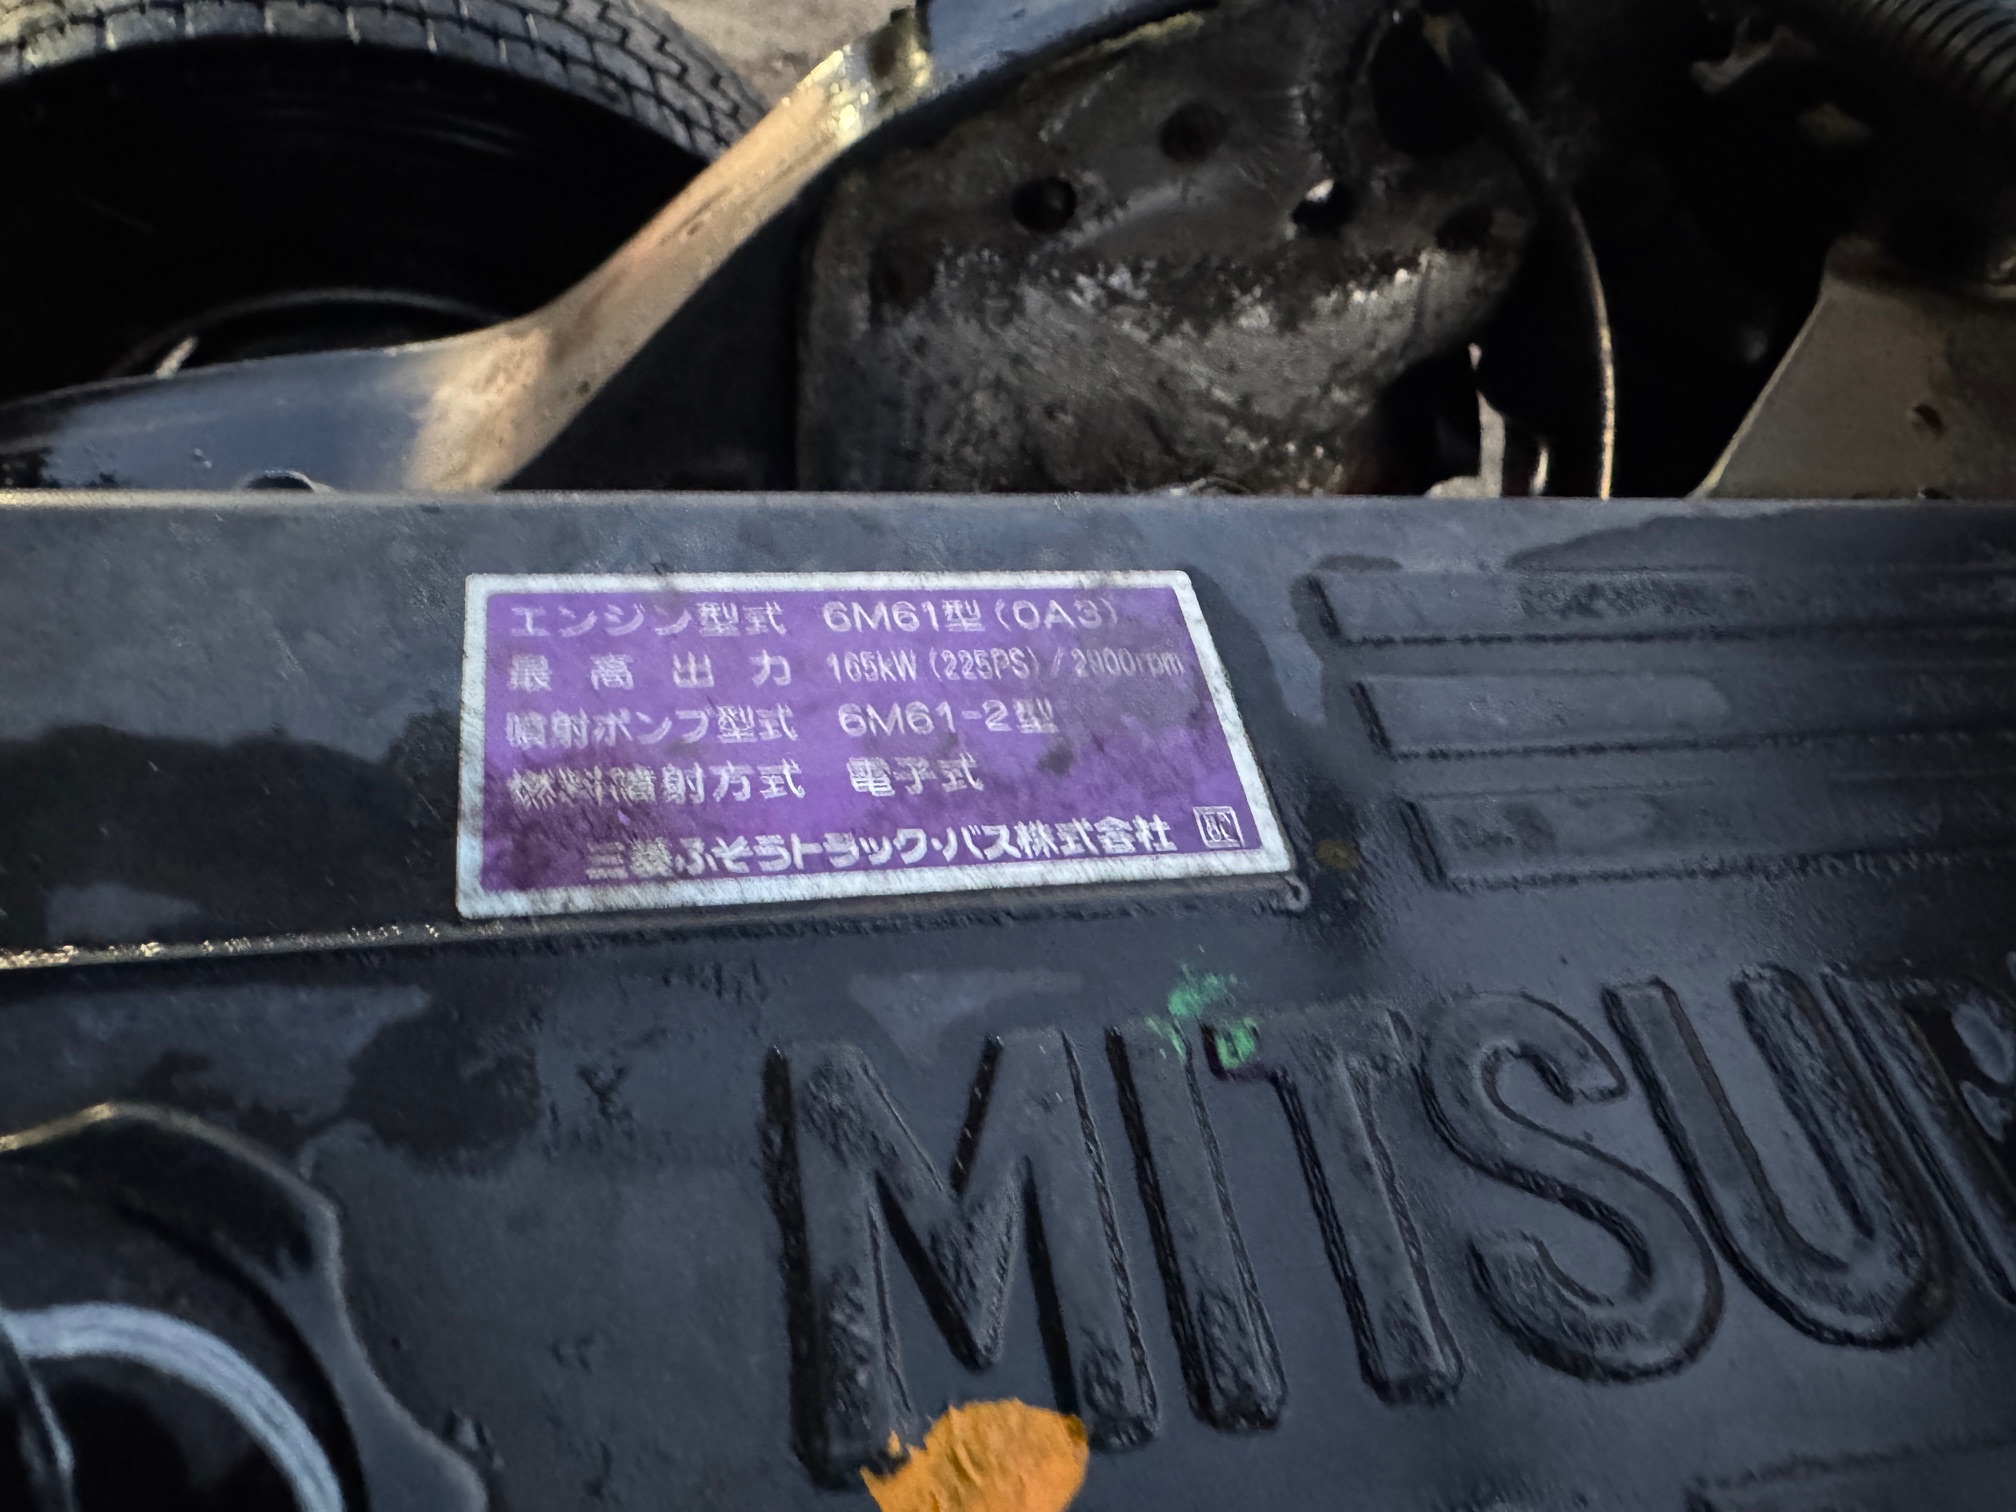 エンジン型式 6M61型(0A3)
最高出力 165kW(225PS)/2900rpm
噴射ポンプ型式 6M61-2型
燃料噴射方式 電子式
三菱ふそうトラック・バス株式会社
MITSU